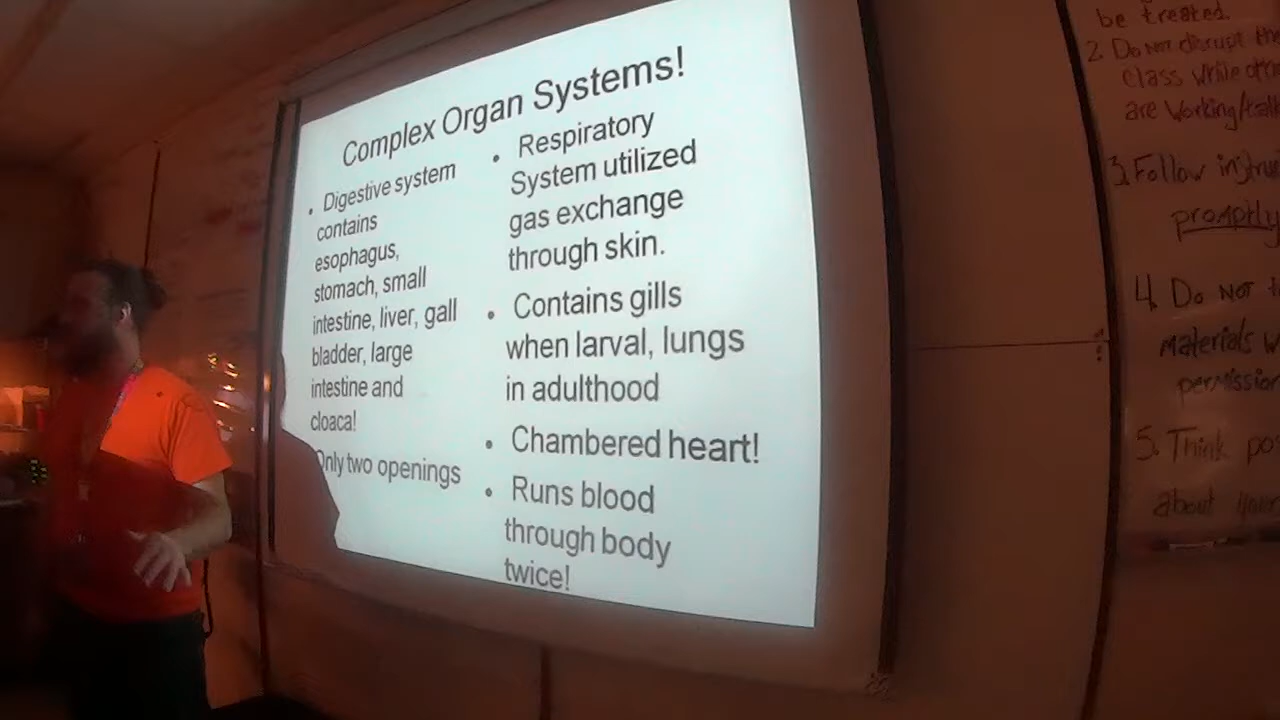 Complex Organ Systems!
• Digestive system
contains
esophagus,
stomach, small
intestine, liver, gall
bladder, large
intestine and
cloaca!
Only two openings
• Respiratory
System utilized
gas exchange
through skin.
• Contains gills
when larval, lungs
in adulthood
• Chambered heart!
• Runs blood
through body
twice!
be treated.
2. Do NOT disrupt the
class while
are working
3. Follow
promptly
4. Do NOT
materials
permission
5. Think
about